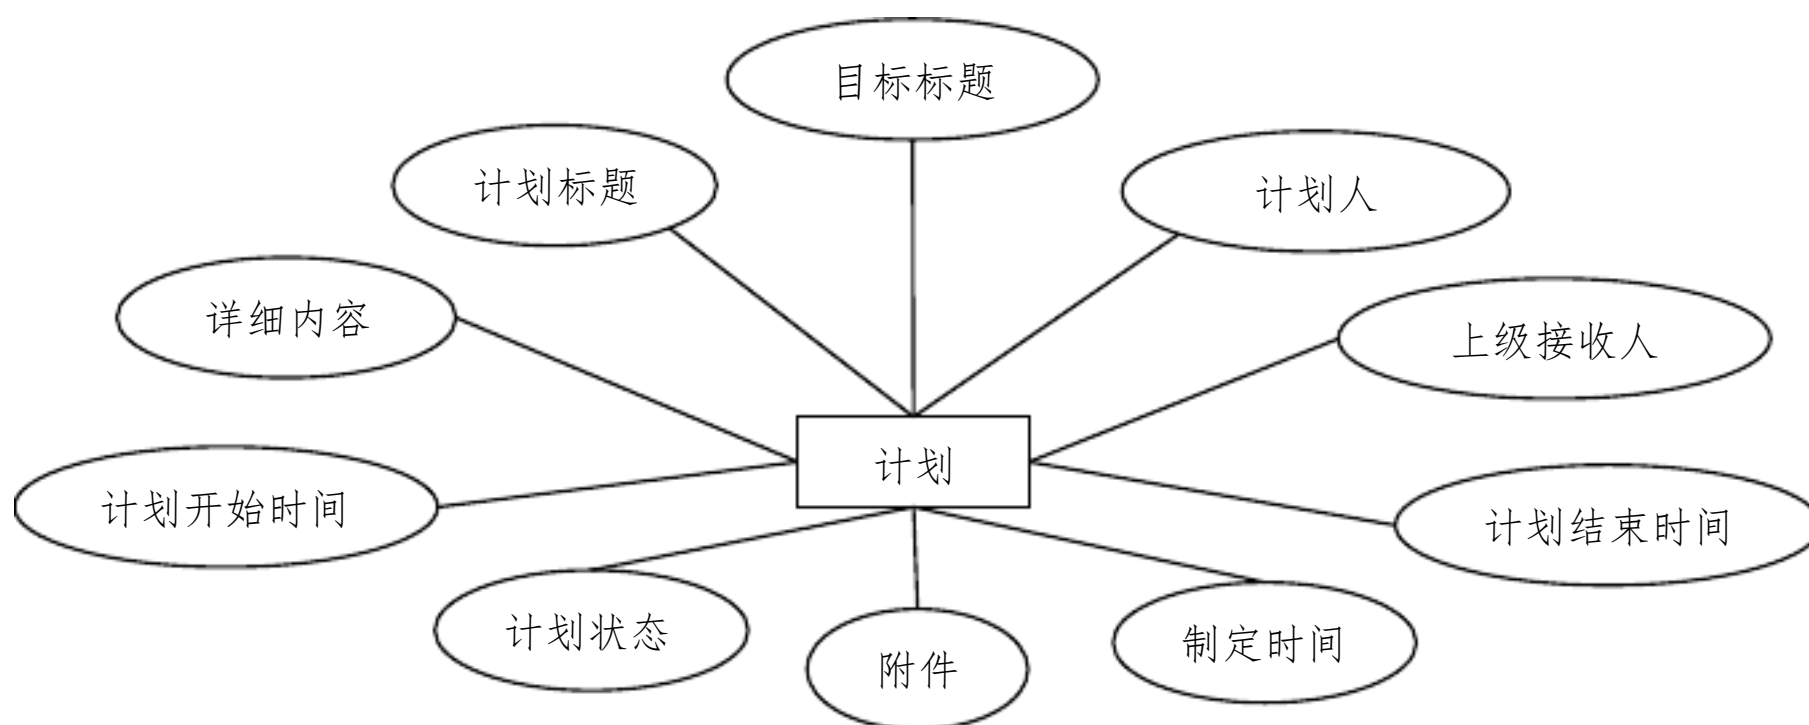 目标标题
计划标题
计划人
详细内容
上级接收人
计划
计划开始时间
计划结束时间
计划状态
附件
制定时间